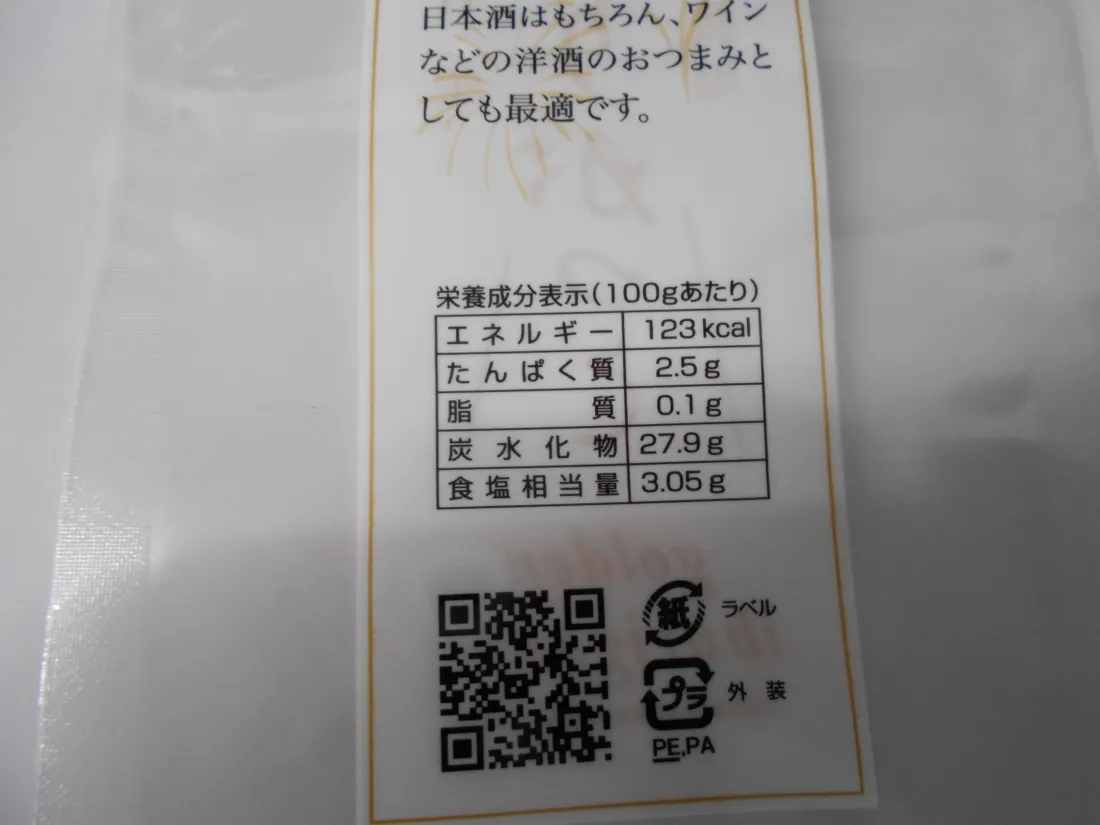 日本酒はもちろん、ワイン
などの洋酒のおつまみと
しても最適です。
栄養成分表示(100gあたり)
エネルギー 123kcal
たんぱく質 2.5g
脂質 0.1g
炭水化物 27.9g
食塩相当量 3.05g
紙 ラベル
プラ 外装
PE,PA
golden